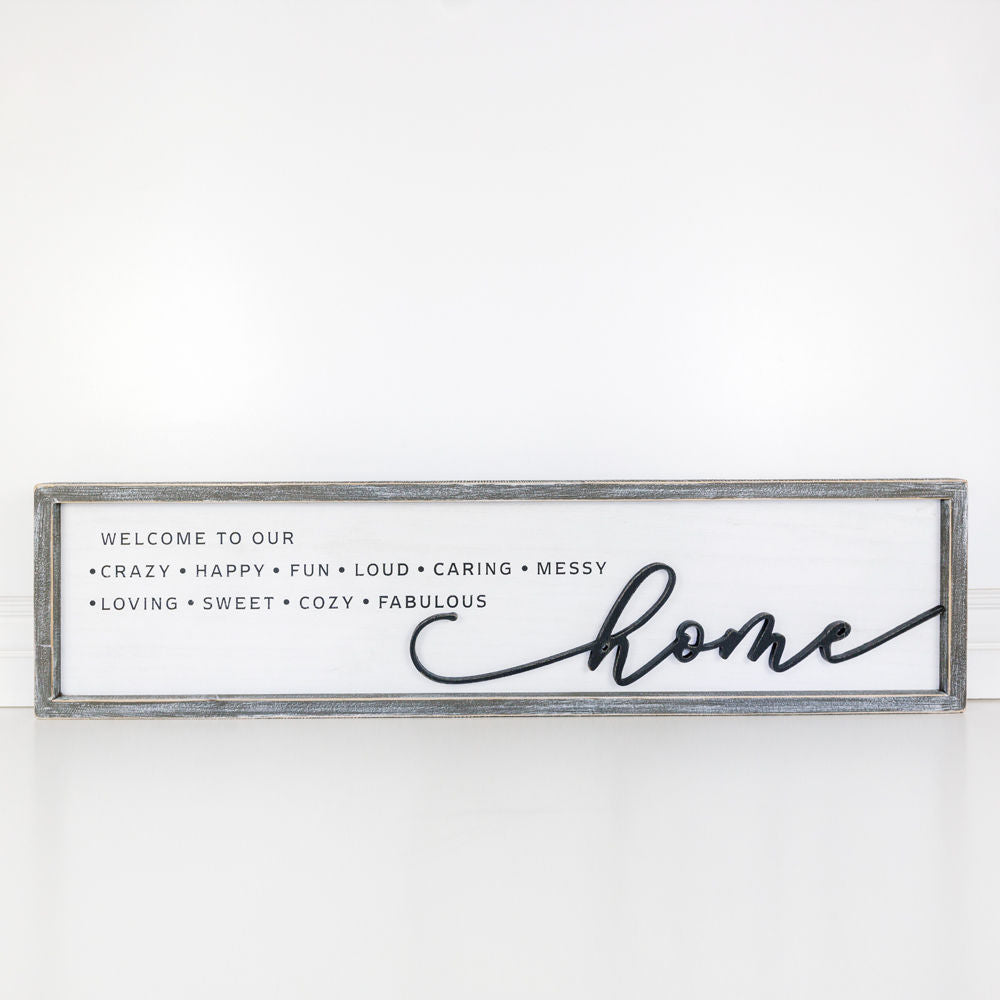 WELCOME TO OUR
•CRAZY • HAPPY • FUN • LOUD • CARING • MESSY
•LOVING • SWEET • COZY • FABULOUS
home